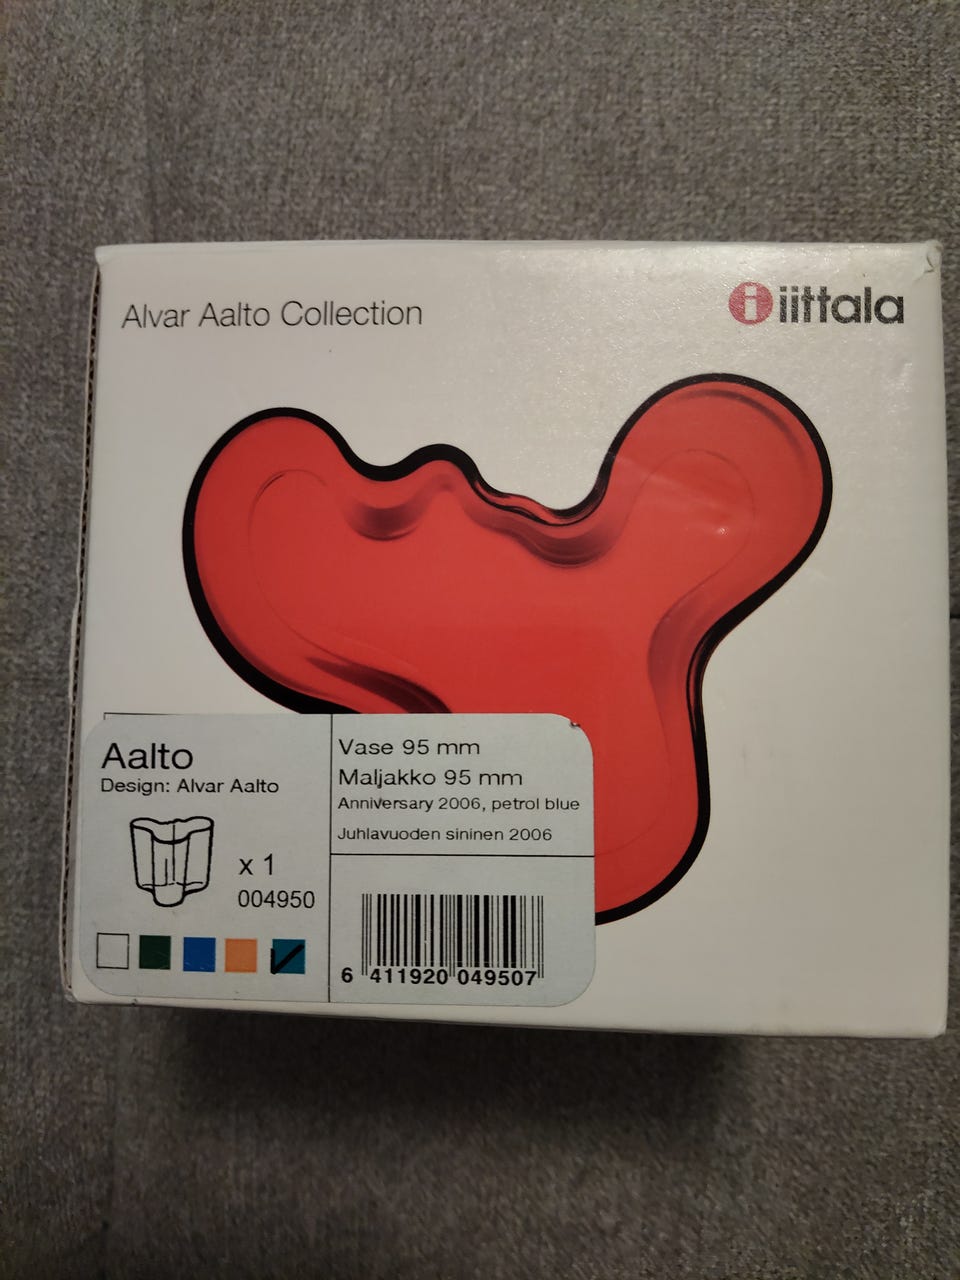 Alvar Aalto Collection
i iittala
Aalto
Design: Alvar Aalto
x 1
004950
Vase 95 mm
Maljakko 95 mm
Anniversary 2006, petrol blue
Juhlavuoden sininen 2006
6 411920 049507